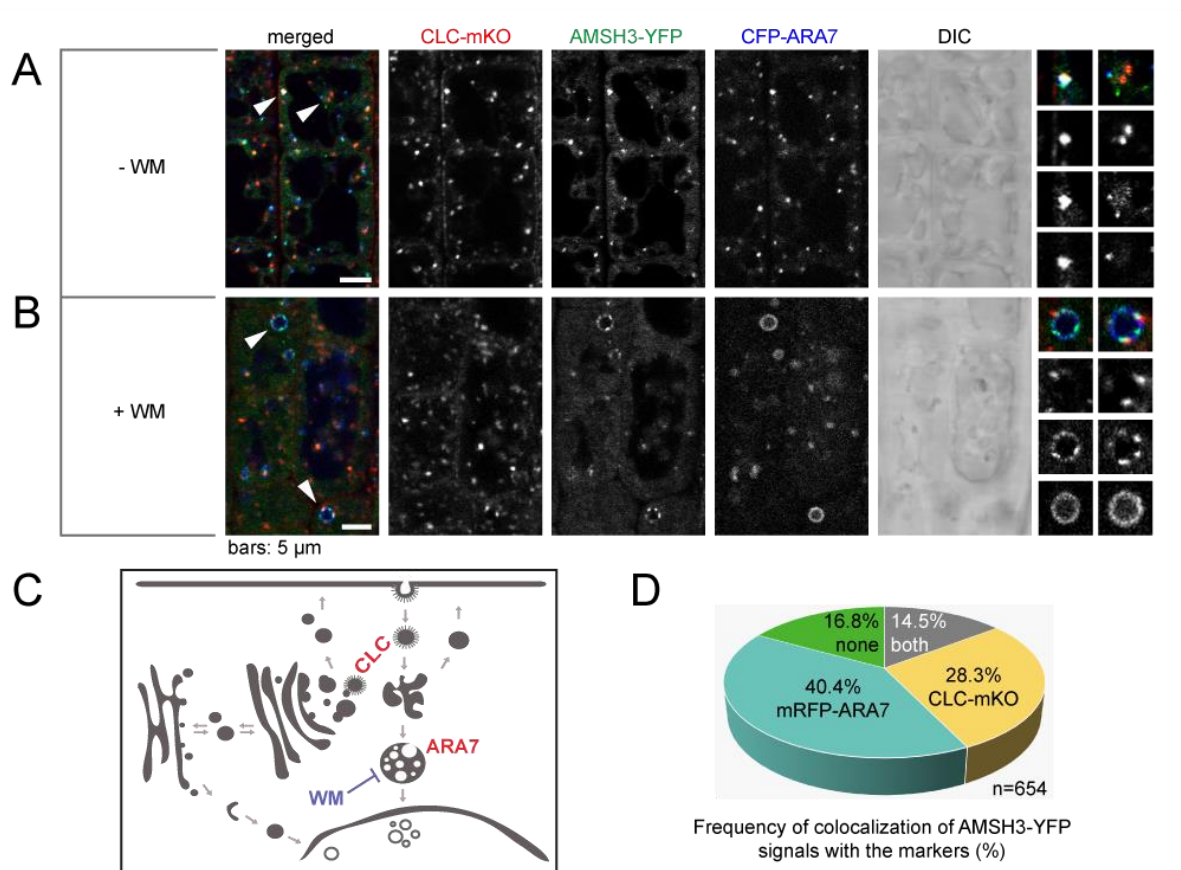 merged CLC-mKO AMSH3-YFP CFP-ARA7 DIC
A
- WM
B
+ WM
bars: 5 µm
C
CLC
ARA7
WM
D
16.8%
none
14.5%
both
28.3%
CLC-mKO
40.4%
mRFP-ARA7
n=654
Frequency of colocalization of AMSH3-YFP
signals with the markers (%)